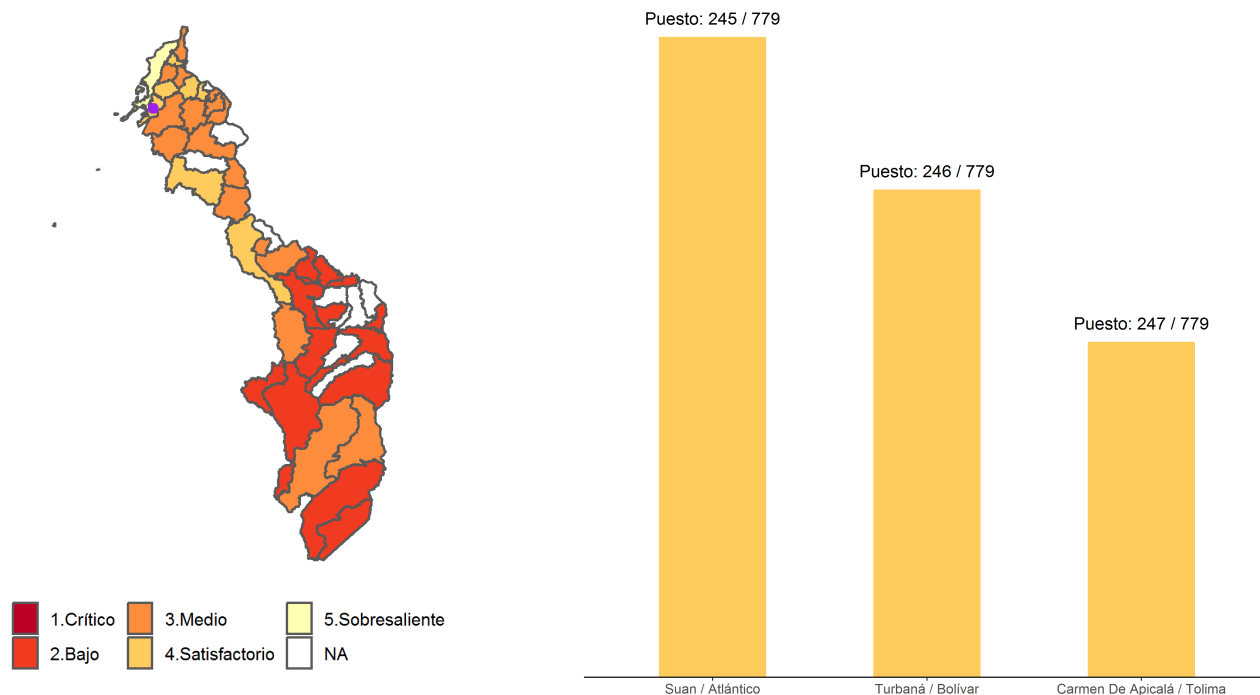 Puesto: 245 / 779
Puesto: 246 / 779
Puesto: 247 / 779
1.Crítico
3.Medio
5.Sobresaliente
2.Bajo
4.Satisfactorio
NA
Suan / Atlántico
Turbaná / Bolívar
Carmen De Apicalá / Tolima